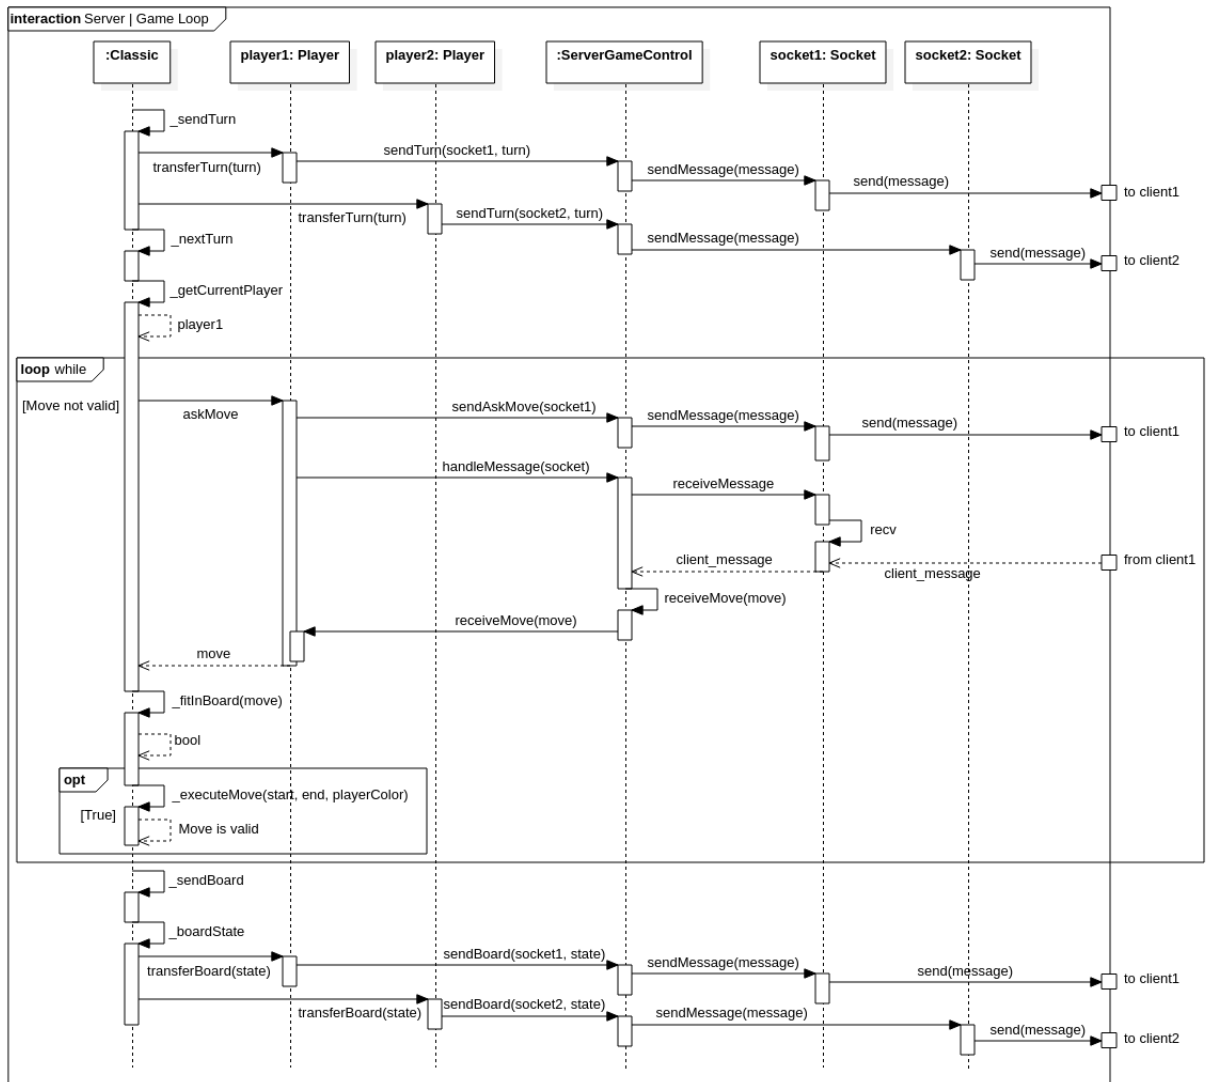 interaction Server | Game Loop
:Classic
player1: Player
player2: Player
:ServerGameControl
socket1: Socket
socket2: Socket
_sendTurn
transferTurn(turn)
sendTurn(socket1, turn)
sendMessage(message)
send(message)
to client1
transferTurn(turn)
sendTurn(socket2, turn)
sendMessage(message)
send(message)
to client2
_nextTurn
_getCurrentPlayer
player1
loop while
[Move not valid]
askMove
sendAskMove(socket1)
sendMessage(message)
send(message)
to client1
handleMessage(socket)
receiveMessage
recv
client_message
client_message
from client1
receiveMove(move)
receiveMove(move)
move
_fitInBoard(move)
bool
opt
_executeMove(start, end, playerColor)
[True]
Move is valid
_sendBoard
_boardState
transferBoard(state)
sendBoard(socket1, state)
sendMessage(message)
send(message)
to client1
transferBoard(state)
sendBoard(socket2, state)
sendMessage(message)
send(message)
to client2